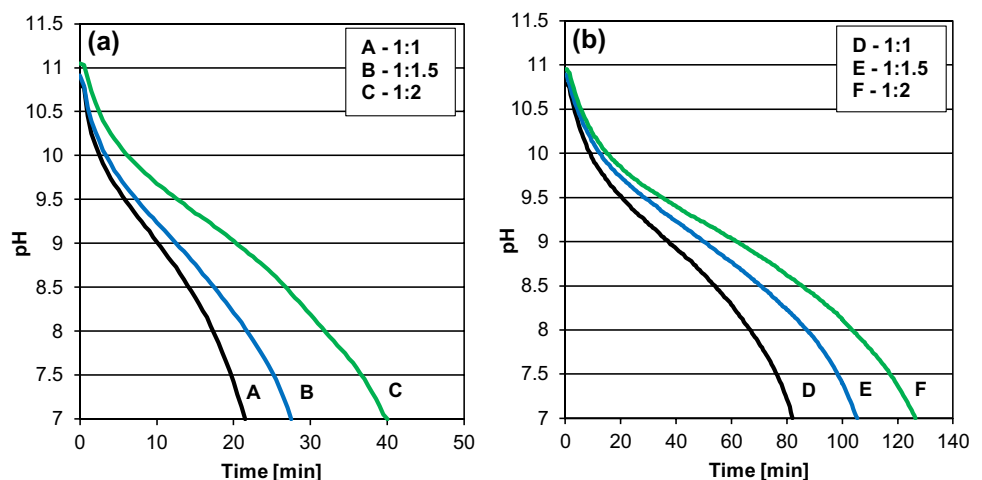 (a)
A - 1:1
B - 1:1.5
C - 1:2
11.5
11
10.5
10
9.5
9
8.5
8
7.5
7
pH
A
B
C
0 10 20 30 40 50
Time [min]
(b)
D - 1:1
E - 1:1.5
F - 1:2
11.5
11
10.5
10
9.5
9
8.5
8
7.5
7
pH
D
E
F
0 20 40 60 80 100 120 140
Time [min]